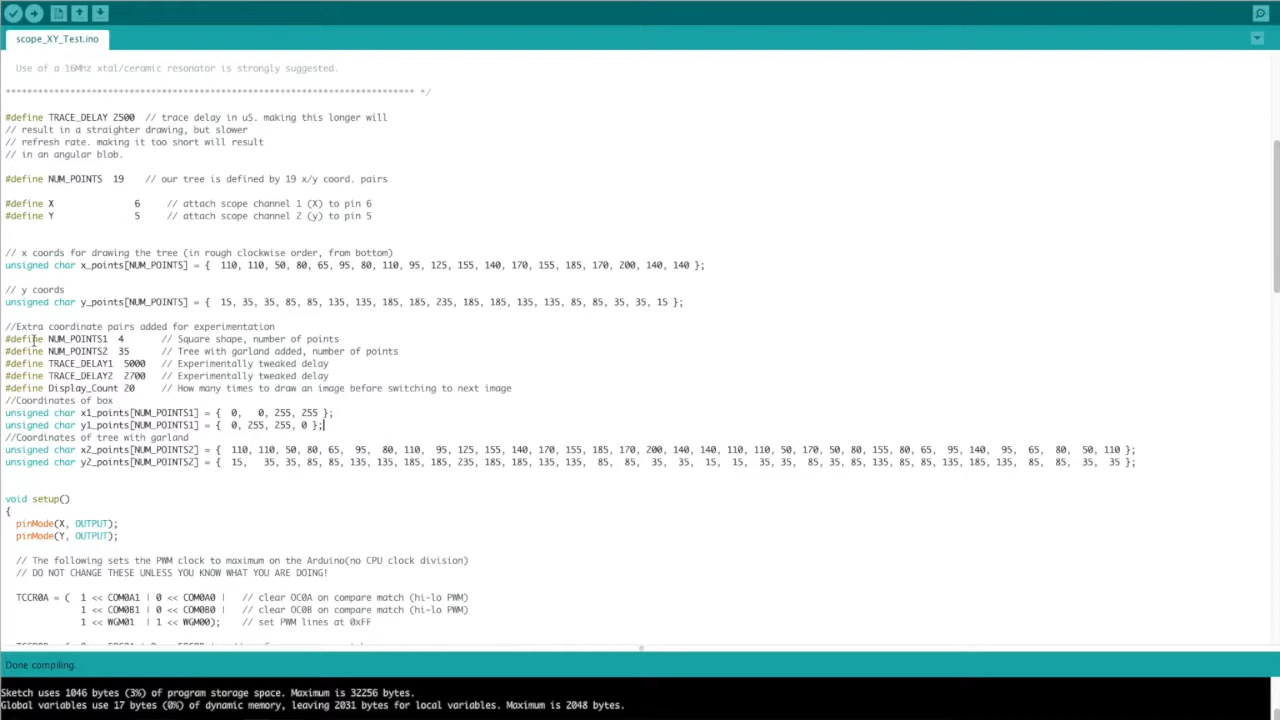 scope_XY_Test.ino
Use of a 16Mhz xtal/ceramic resonator is strongly suggested.
****************************************************************************** */
#define TRACE_DELAY 2500 // trace delay in uS. making this longer will
// result in a straighter drawing, but slower
// refresh rate. making it too short will result
// in an angular blob.
#define NUM_POINTS 19 // our tree is defined by 19 x/y coord. pairs
#define X 6 // attach scope channel 1 (X) to pin 6
#define Y 5 // attach scope channel 2 (y) to pin 5
// x coords for drawing the tree (in rough clockwise order, from bottom)
unsigned char x_points[NUM_POINTS] = { 110, 110, 50, 80, 65, 95, 80, 110, 95, 125, 155, 140, 170, 155, 185, 170, 200, 140, 140 };
// y coords
unsigned char y_points[NUM_POINTS] = { 15, 35, 35, 85, 85, 135, 135, 185, 185, 235, 185, 185, 135, 135, 85, 85, 35, 35, 15 };
//Extra coordinate pairs added for experimentation
#define NUM_POINTS1 4 // Square shape, number of points
#define NUM_POINTS2 35 // Tree with garland added, number of points
#define TRACE_DELAY1 5000 // Experimentally tweaked delay
#define TRACE_DELAY2 2700 // Experimentally tweaked delay
#define Display_Count 20 // How many times to draw an image before switching to next image
//Coordinates of box
unsigned char x1_points[NUM_POINTS1] = { 0, 0, 255, 255 };
unsigned char y1_points[NUM_POINTS1] = { 0, 255, 255, 0 };
//Coordinates of tree with garland
unsigned char x2_points[NUM_POINTS2] = { 110, 110, 50, 80, 65, 95, 80, 110, 95, 125, 155, 140, 170, 155, 185, 170, 200, 140, 140, 110, 110, 50, 170, 50, 80, 155, 80, 65, 95, 140, 95, 65, 80, 50, 110 };
unsigned char y2_points[NUM_POINTS2] = { 15, 35, 35, 85, 85, 135, 135, 185, 185, 235, 185, 185, 135, 135, 85, 85, 35, 35, 15, 15, 35, 35, 85, 35, 85, 135, 85, 85, 135, 185, 135, 85, 85, 35, 35 };
void setup()
{
pinMode(X, OUTPUT);
pinMode(Y, OUTPUT);
// The following sets the PWM clock to maximum on the Arduino(no CPU clock division)
// DO NOT CHANGE THESE UNLESS YOU KNOW WHAT YOU ARE DOING!
TCCR0A = ( 1 << COM0A1 | 0 << COM0A0 | // clear OC0A on compare match (hi-lo PWM)
1 << COM0B1 | 0 << COM0B0 | // clear OC0B on compare match (hi-lo PWM)
1 << WGM01 | 1 << WGM00); // set PWM lines at 0xFF
Done compiling.
Sketch uses 1046 bytes (3%) of program storage space. Maximum is 32256 bytes.
Global variables use 17 bytes (0%) of dynamic memory, leaving 2031 bytes for local variables. Maximum is 2048 bytes.